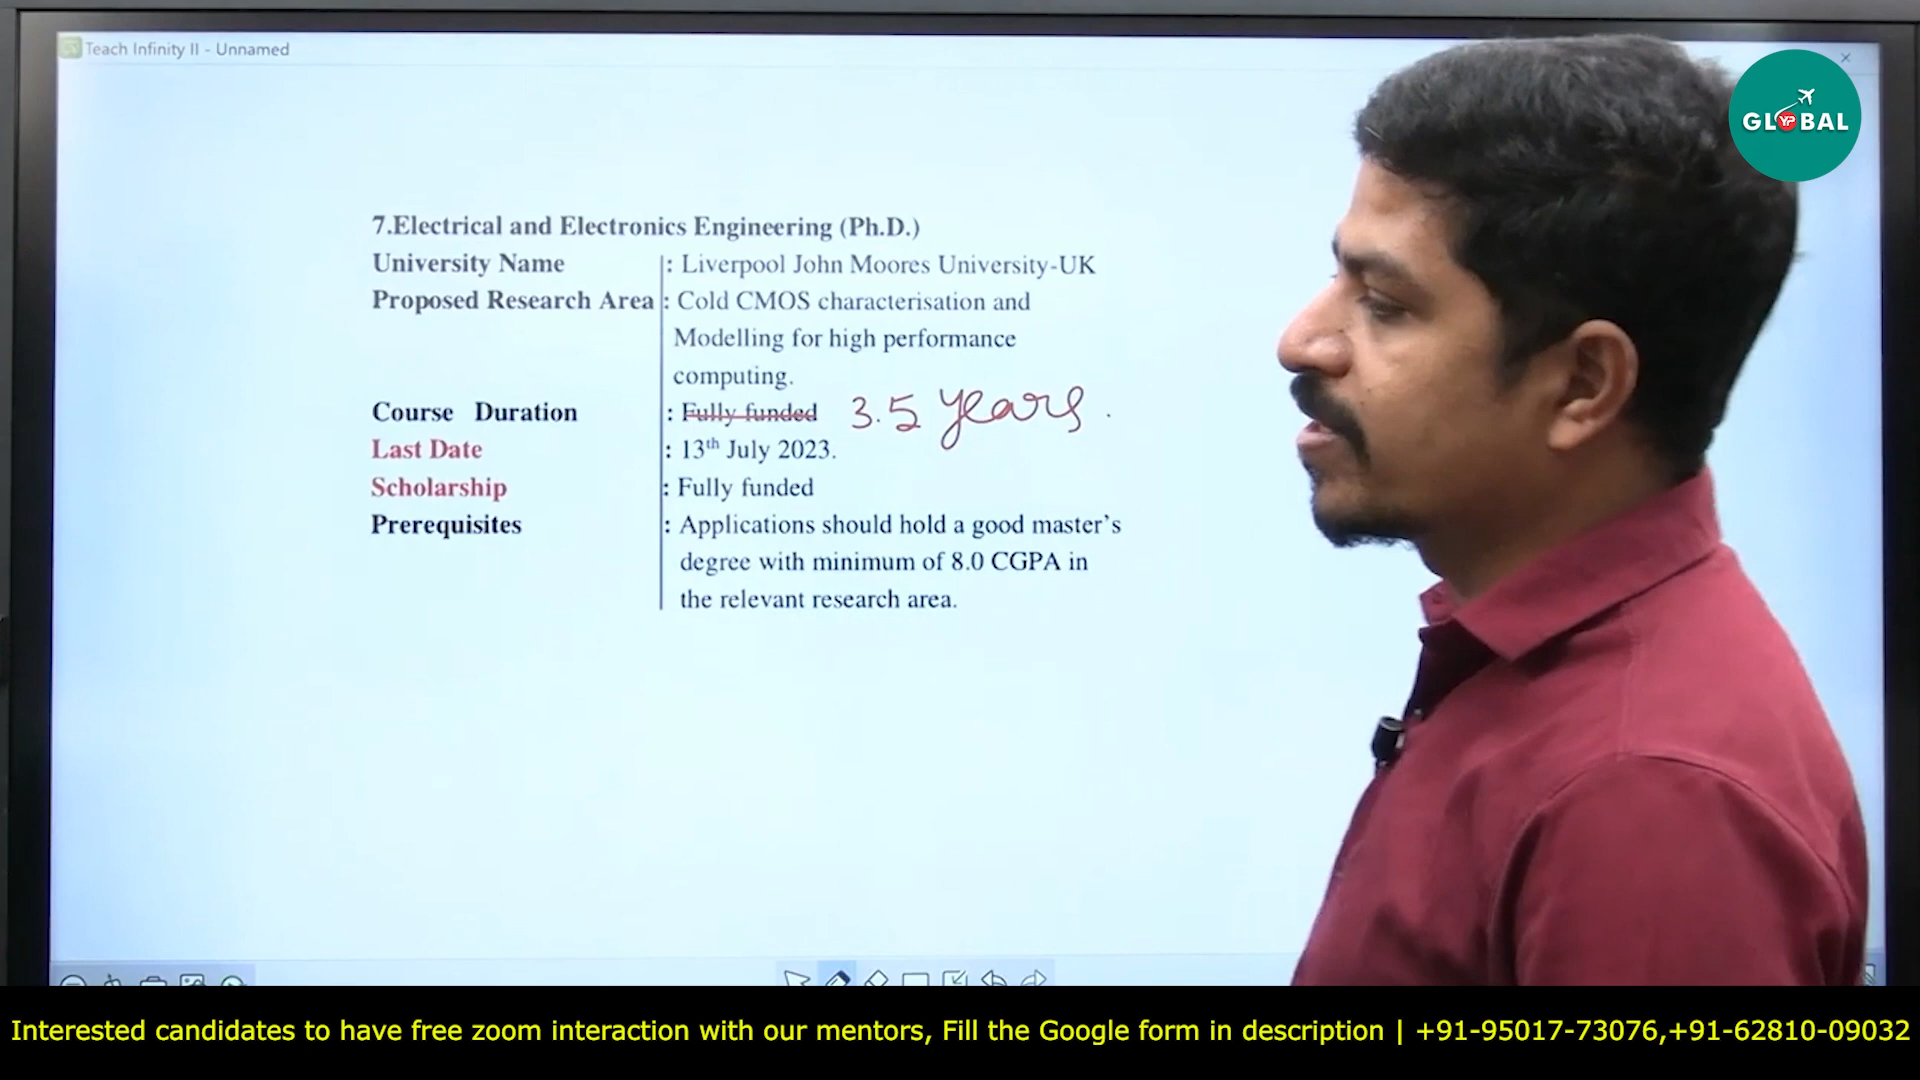 Teach Infinity II - Unnamed
GLYPBAL
7.Electrical and Electronics Engineering (Ph.D.)
University Name : Liverpool John Moores University-UK
Proposed Research Area : Cold CMOS characterisation and
Modelling for high performance
computing.
Course Duration : Fully funded 3.5 years.
Last Date : 13th July 2023.
Scholarship : Fully funded
Prerequisites : Applications should hold a good master's
degree with minimum of 8.0 CGPA in
the relevant research area.
Interested candidates to have free zoom interaction with our mentors, Fill the Google form in description | +91-95017-73076,+91-62810-09032